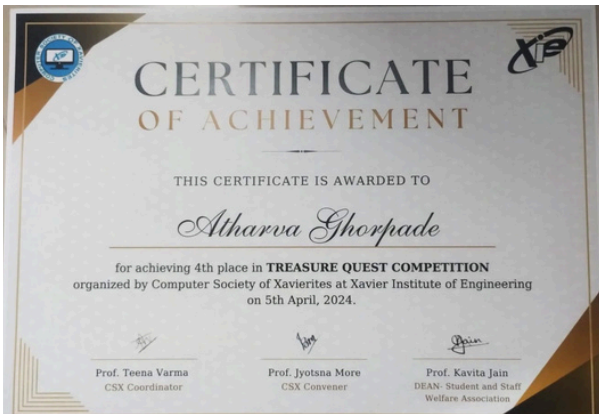 XIE
CERTIFICATE
OF ACHIEVEMENT
THIS CERTIFICATE IS AWARDED TO
Atharva Ghorpade
for achieving 4th place in TREASURE QUEST COMPETITION
organized by Computer Society of Xavierites at Xavier Institute of Engineering
on 5th April, 2024.
Prof. Teena Varma
CSX Coordinator
Prof. Jyotsna More
CSX Convener
Prof. Kavita Jain
DEAN- Student and Staff
Welfare Association